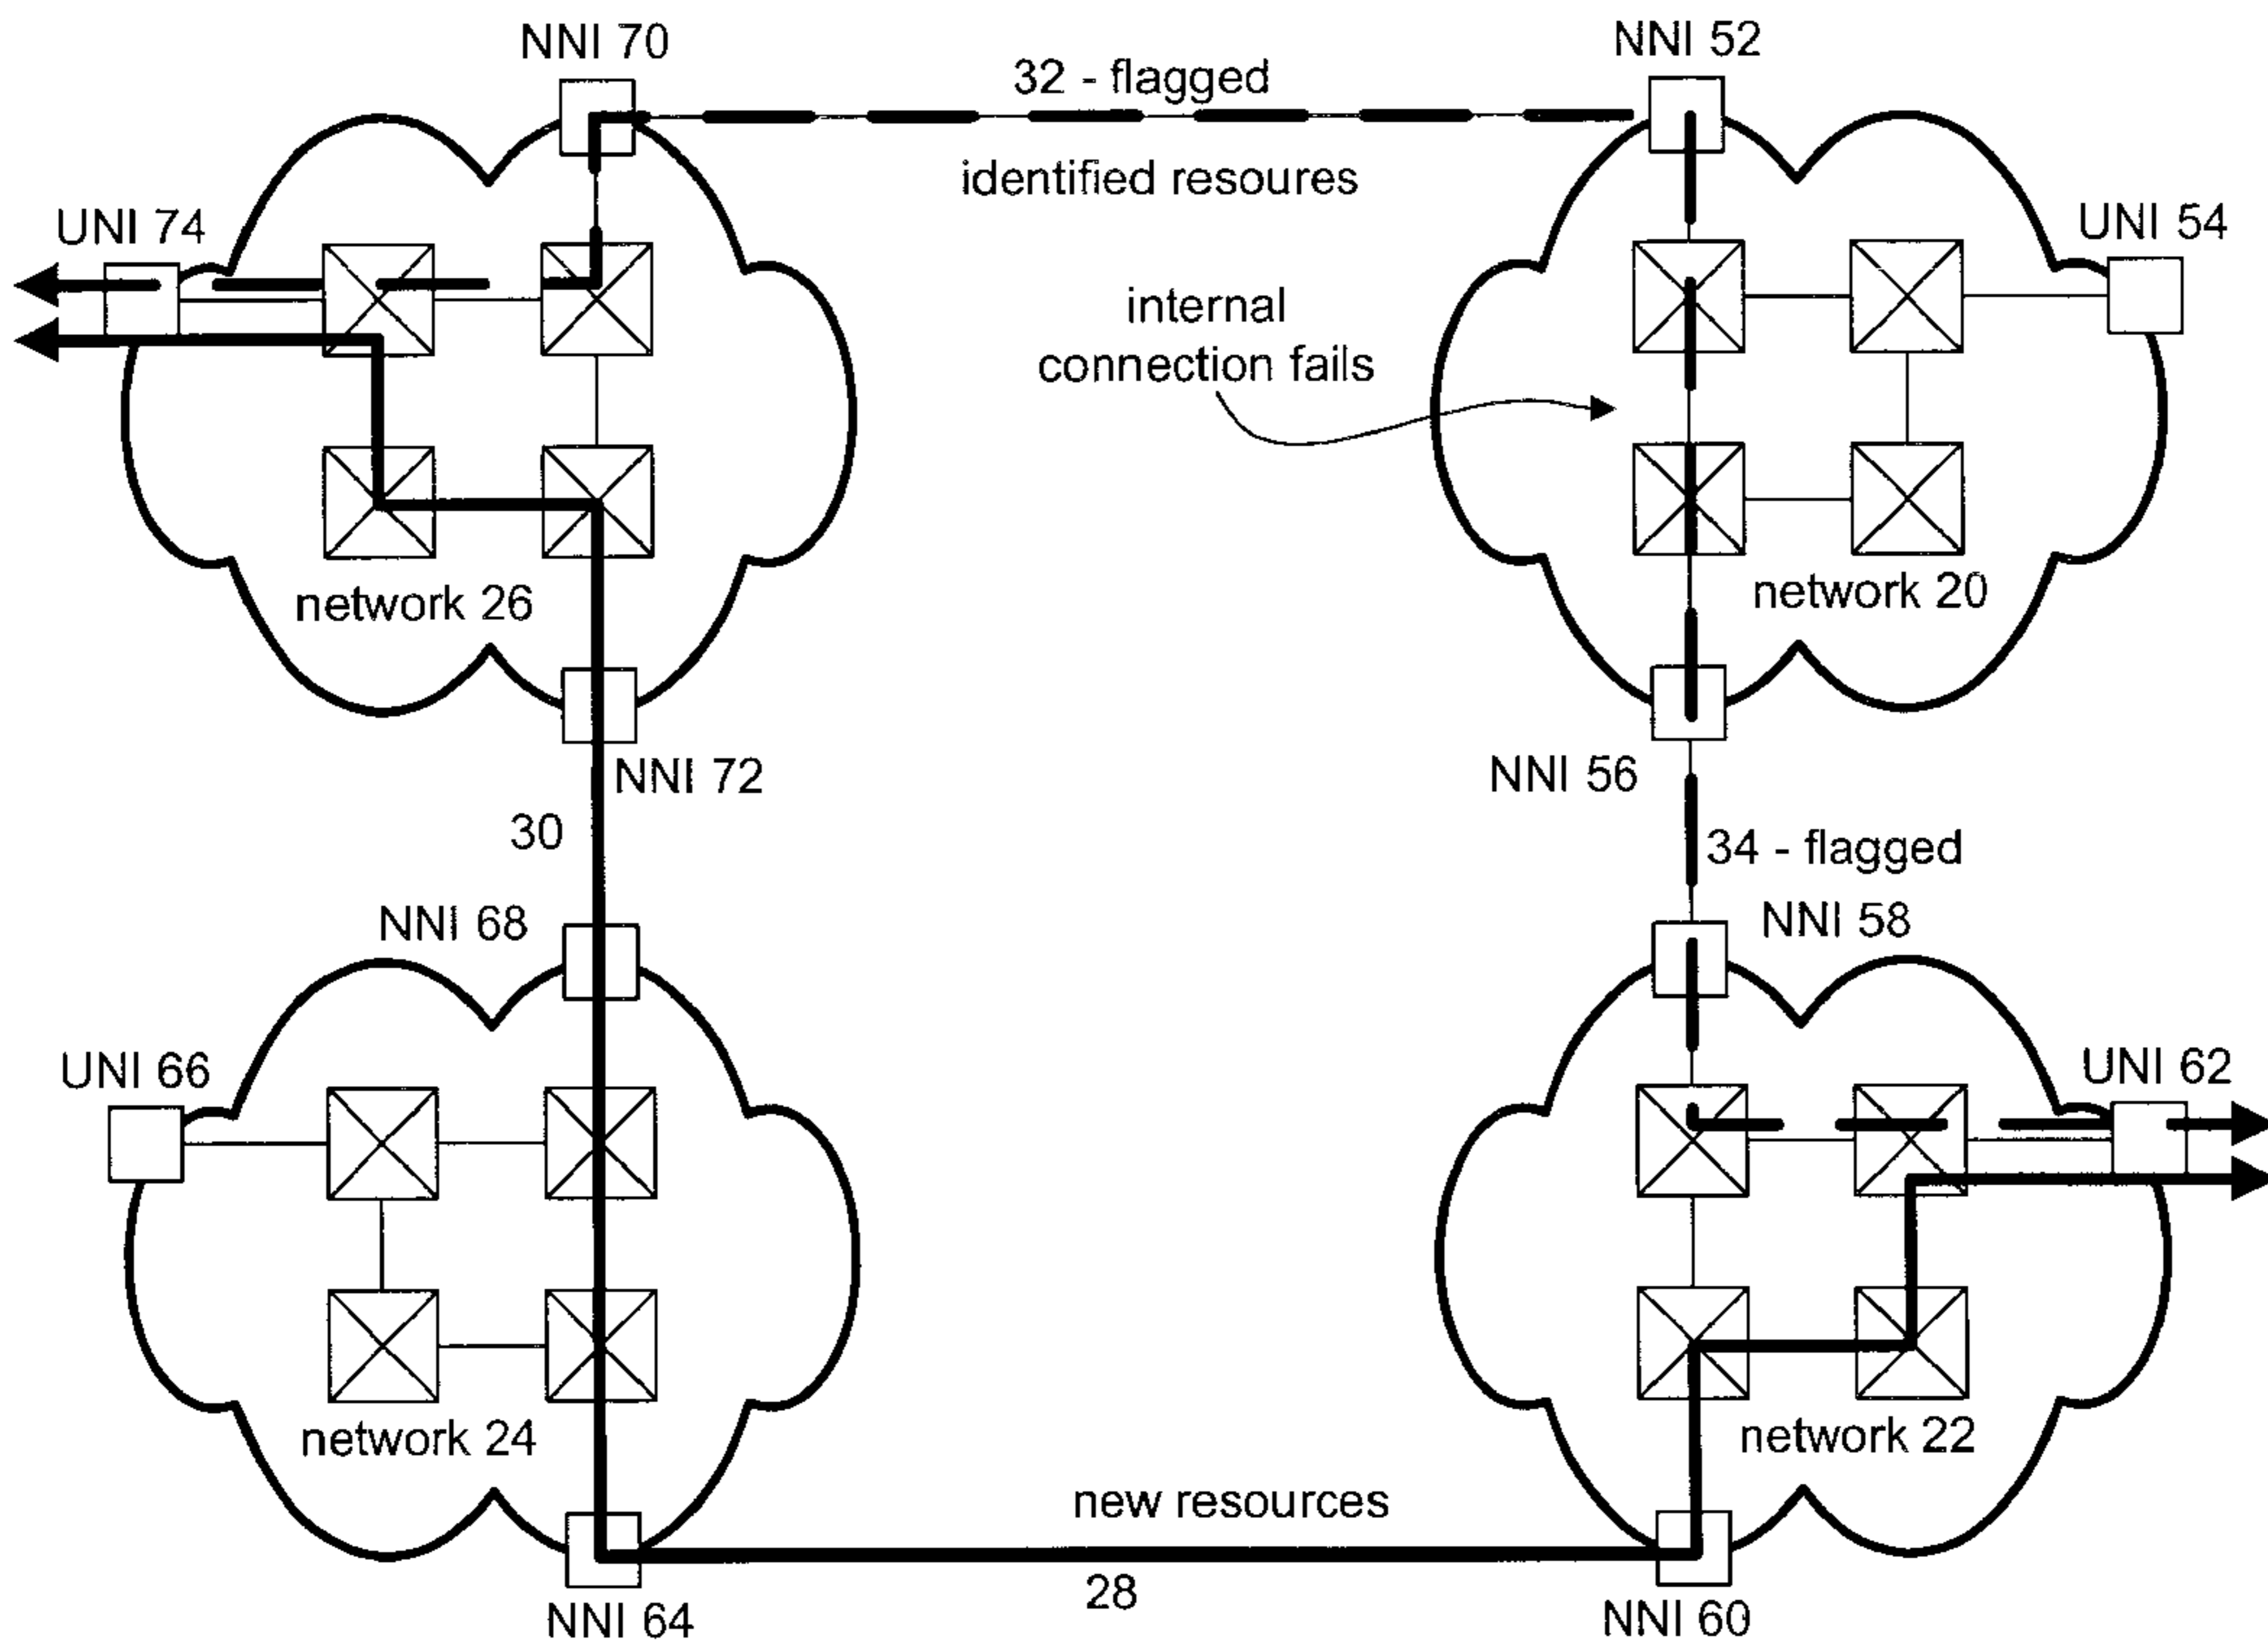 NNI 70
NNI 52
32 - flagged
identified resoures
UNI 74
UNI 54
internal
connection fails
network 26
network 20
NNI 72
NNI 56
30
34 - flagged
NNI 68
NNI 58
UNI 66
UNI 62
network 24
network 22
new resources
28
NNI 64
NNI 60